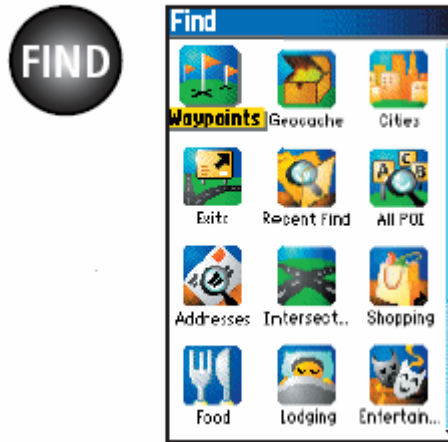 FIND
Find
Waypoints Geocache Cities
Exits Recent Find All POI
A B C
Addresses Intersect.. Shopping
Food Lodging Entertain...